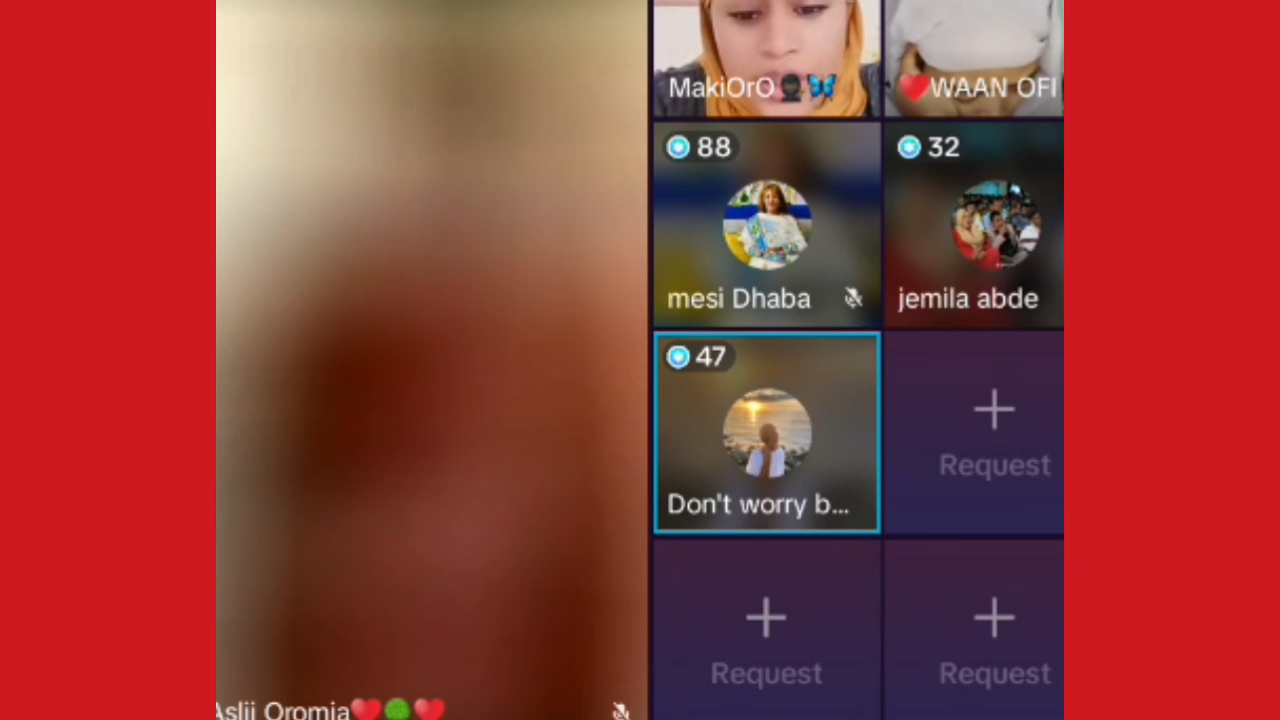 MakiOrO
WAAN OFI
88
32
mesi Dhaba
jemila abde
47
Don't worry b...
Request
Request
Request
Aslii Oromia